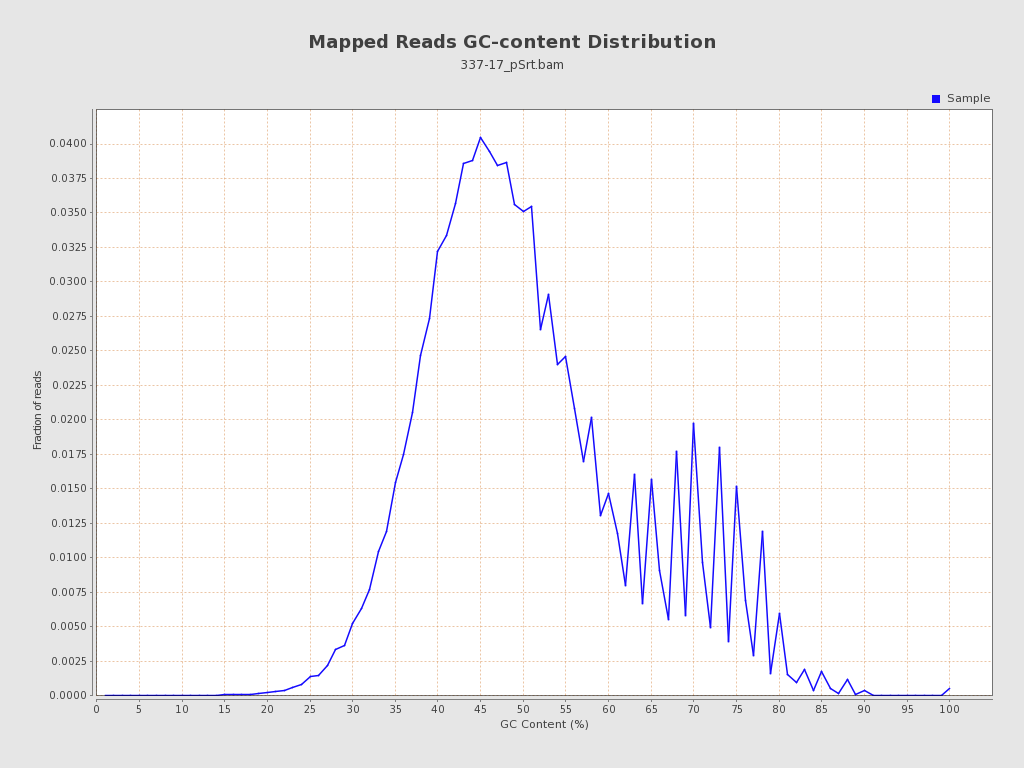 Mapped Reads GC-content Distribution
337-17_pSrt.bam
Sample
0.0400
0.0375
0.0350
0.0325
0.0300
0.0275
0.0250
0.0225
0.0200
0.0175
0.0150
0.0125
0.0100
0.0075
0.0050
0.0025
0.0000
Fraction of reads
0 5 10 15 20 25 30 35 40 45 50 55 60 65 70 75 80 85 90 95 100
GC Content (%)